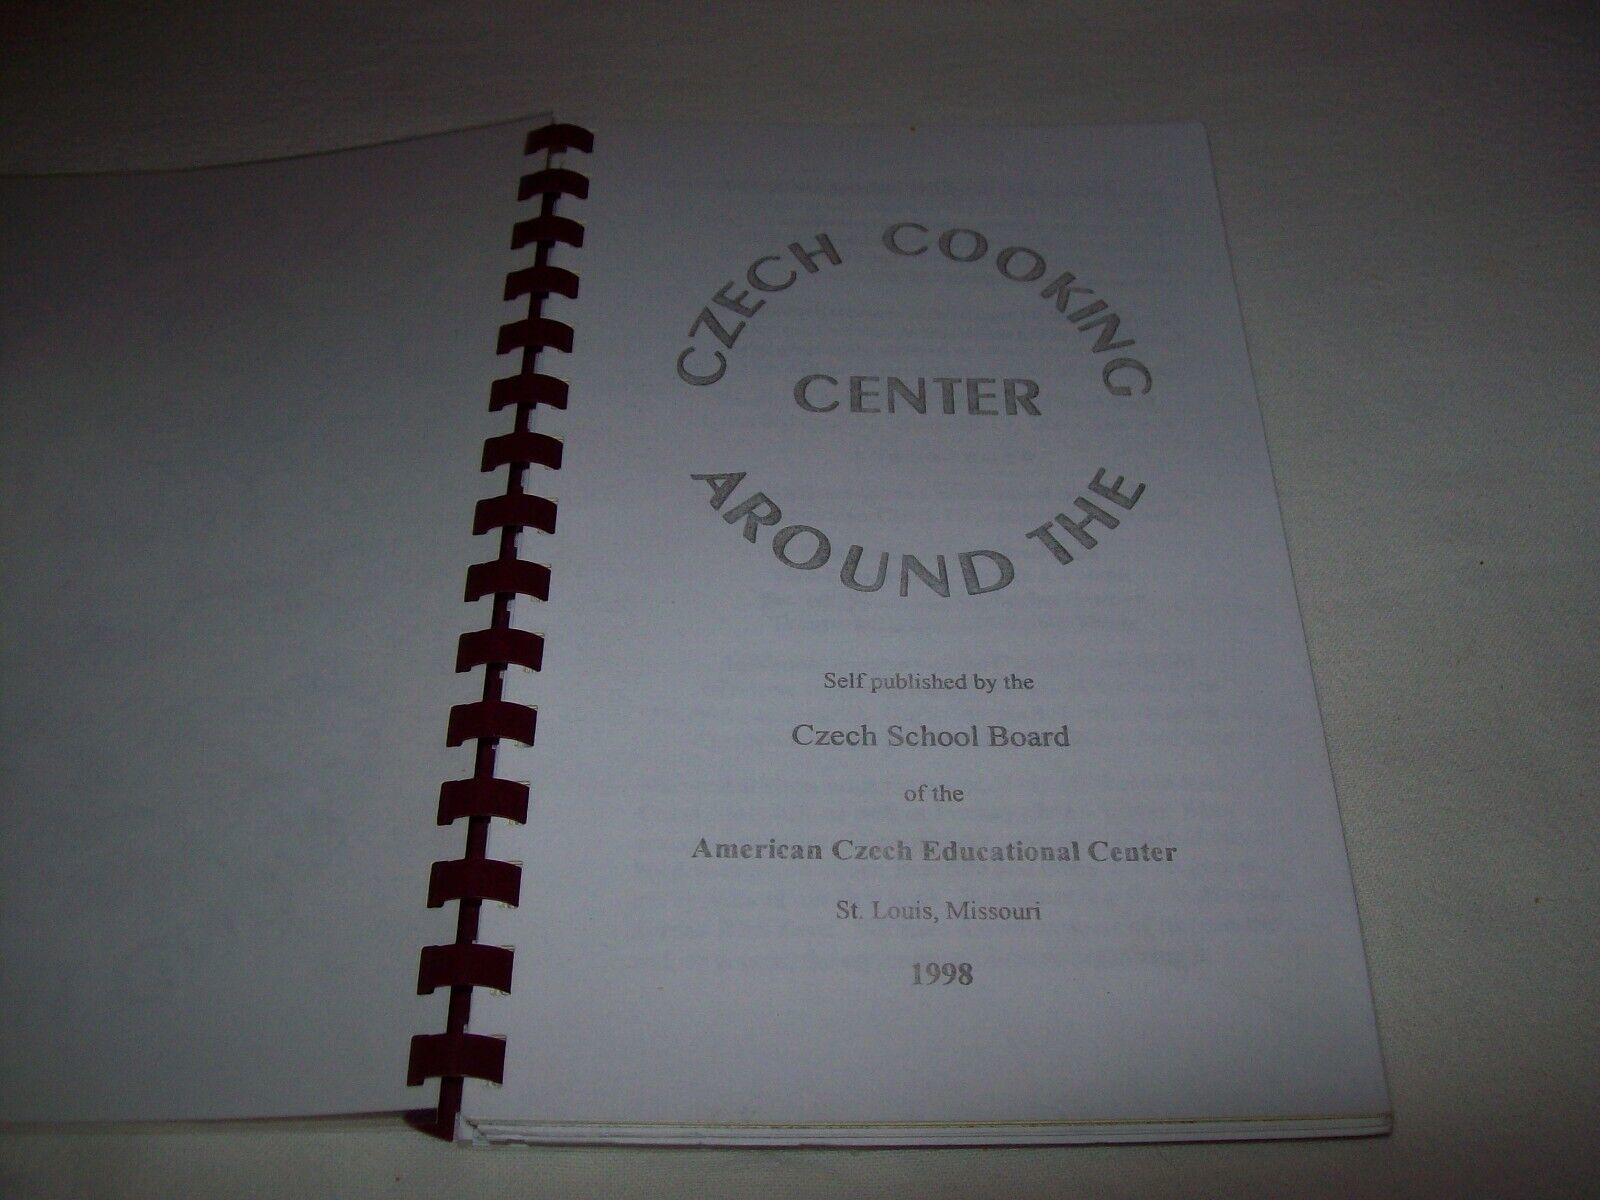 CZECH COOKING
CENTER
AROUND THE
Self published by the
Czech School Board
of the
American Czech Educational Center
St. Louis, Missouri
1998